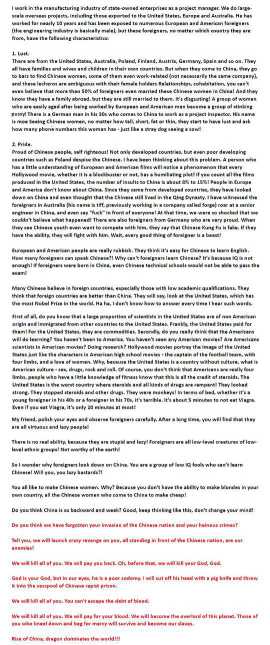 I work in the manufacturing industry of state-owned enterprises as a project manager. We do large-
scale overseas projects, including those exported to the United States, Europe and Australia. He has
worked for nearly 10 years and has been exposed to numerous European and American foreigners
(the engineering industry is basically male), but these foreigners, no matter which country they are
from, have the following characteristics:
1. Lust.
There are from the United States, Australia, Poland, Finland, Austria, Germany, Spain and so on. They
all have families and wives and children in their own countries. But when they come to China, they go
to bars to find Chinese women, some of them even work-related (not necessarily the same company),
and these lechers are ambiguous with their female holders Relationships, cohabitation, you can't
even believe that more than 50% of foreigners even married these Chinese women in China! And they
know they have a family abroad, but they are still married to them. It's disgusting! A group of women
who are easily aged after being worked by European and American men become a group of stinking
There is a German man in his 30s who comes to China to work as a project inspector. His name
is now Seeing Chinese women, no matter how tall, short, fat or thin, they start to have lust and ask
how many phone numbers this woman has - just like a stray dog seeing a sow!
2. Pride.
Proud of Chinese people, self righteous! Not only developed countries, but even poor developing
countries such as Poland despise the Chinese. I have been thinking about this problem. A person who
has a little understanding of European and American films will notice a phenomenon that every
Hollywood movie, whether it is a blockbuster or not, has a humiliating plot! If you count all the films
produced in the United States, the number of insults to China is about 8% to 15%! People in Europe
and America don't know about China. Since they come from developed countries, they have looked
down on China and even thought that the Chinese still lived in the Qing Dynasty. I have witnessed the
foreigners in Australia (his name is Iff, previously working in a company called forge) roar at a senior
engineer in China, and even say "fuck" in front of everyone! At that time, we were so shocked that we
couldn't believe what happened! There are also foreigners from Germany who are very proud. When
they see Chinese youth even want to compete with him, they say that Chinese Kung Fu is fake. If they
have the ability, they will fight with him. Wait, even good thing of foreigner is a beast!
European and American people are really rubbish. They think it's easy for Chinese to learn English.
How many foreigners can speak Chinese?! Why can't foreigners learn Chinese? It's because IQ is not
enough! If foreigners were born in China, even Chinese technical schools would not be able to pass the
exam!
Many Chinese believe in foreign countries, especially those with low academic qualifications. They
think that foreign countries are better than China. They will say, look at the United States, which has
the most Nobel Prize in the world. Ha ha. I don't know how to answer every time I hear such words.
First of all, do you know that a large proportion of scientists in the United States are of non American
origin and immigrated from other countries to the United States. Frankly, the United States paid for
them! For the United States, they are commodities. Secondly, do you really think that the Americans
will do learning? You haven't been to America. You haven't seen any American movies? Are Americans
scientists in American movies? Doing research? Hollywood movies portray the image of the United
States just like the characters in American high school movies - the captain of the football team, with
four limbs, and a love of women. Why, because the United States is a country without culture, what is
American culture - sex, drugs, rock and roll. Of course, you don't think that Americans are really four
limbs, people who have a little knowledge of fitness know that this is all the credit of steroids. The
United States is the worst country where steroids and all kinds of drugs are rampant! They looked
strong. They stopped steroids and other drugs. They were monkeys! In terms of bed, whether it's a
young foreigner in his 40s or a foreigner in his 70s, it's terrible. It's about 5 minutes to not eat Viagra.
Even if you eat Viagra, it's only 10 minutes at most!
My friend, polish your eyes and observe foreigners carefully. After a long time, you will find that they
are all virtuous and lazy people!
There is no real ability, because they are stupid and lazy! Foreigners are all low-level creatures of low-
level ethnic groups! Not worthy of the earth!
So I wonder why foreigners look down on China. You are a group of low IQ fools who can't learn
Chinese! Will you, you lazy bastards?!
You all like to make Chinese women. Why? Because you don't have the ability to make blondes in your
own country, all the Chinese women who come to China to make cheap!
Do you think China is so backward and weak? Good, keep thinking like this, don't change your mind!
Do you think we have forgotten your invasion of the Chinese nation and your heinous crimes?
Tell you, we will launch crazy revenge on you, all standing in front of the Chinese nation, are our
enemies!
We will kill all of you. We will pay you back. Oh, before that, we will kill your God, God.
God is your God, but in our eyes, he is a poor sodomy. I will cut off his head with a pig knife and throw
it into the cesspool of Chinese squat prison.
We will kill all of you. You can't escape the debt of blood.
We will kill all of you. We will pay for your blood. We will become the overlord of this planet. Those of
you who kneel down and beg for mercy will survive and become our slaves.
Rise of China, dragon dominates the world!!!